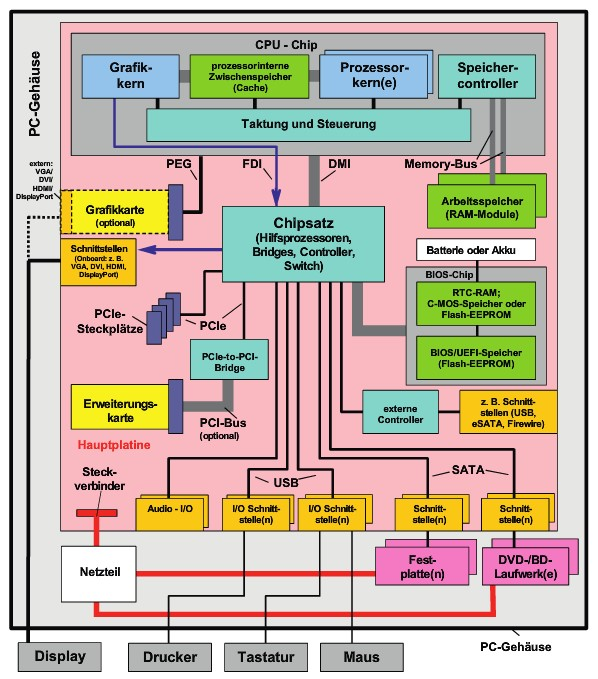 PC-Gehäuse
CPU - Chip
Grafik-
kern
prozessorinterne
Zwischenspeicher
(Cache)
Prozessor-
kern(e)
Speicher-
controller
Taktung und Steuerung
PEG
FDI
DMI
Memory-Bus
extern:
VGA/
DVI/
HDMI/
DisplayPort
Grafikkarte
(optional)
Arbeitsspeicher
(RAM-Module)
Chipsatz
(Hilfsprozessoren,
Bridges, Controller,
Switch)
Schnittstellen
(Onboard: z. B.
VGA, DVI, HDMI,
DisplayPort)
Batterie oder Akku
BIOS-Chip
RTC-RAM;
C-MOS-Speicher oder
Flash-EEPROM
BIOS/UEFI-Speicher
(Flash-EEPROM)
PCIe-
Steckplätze
PCIe
PCIe-to-PCI-
Bridge
Erweiterungs-
karte
PCI-Bus
(optional)
externe
Controller
z. B. Schnitt-
stellen (USB,
eSATA, Firewire)
Hauptplatine
Steck-
verbinder
USB
SATA
Audio - I/O
I/O Schnitt-
stelle(n)
I/O Schnitt-
stelle(n)
Schnitt-
stelle(n)
Schnitt-
stelle(n)
Netzteil
Fest-
platte(n)
DVD-/BD-
Laufwerk(e)
PC-Gehäuse
Display
Drucker
Tastatur
Maus